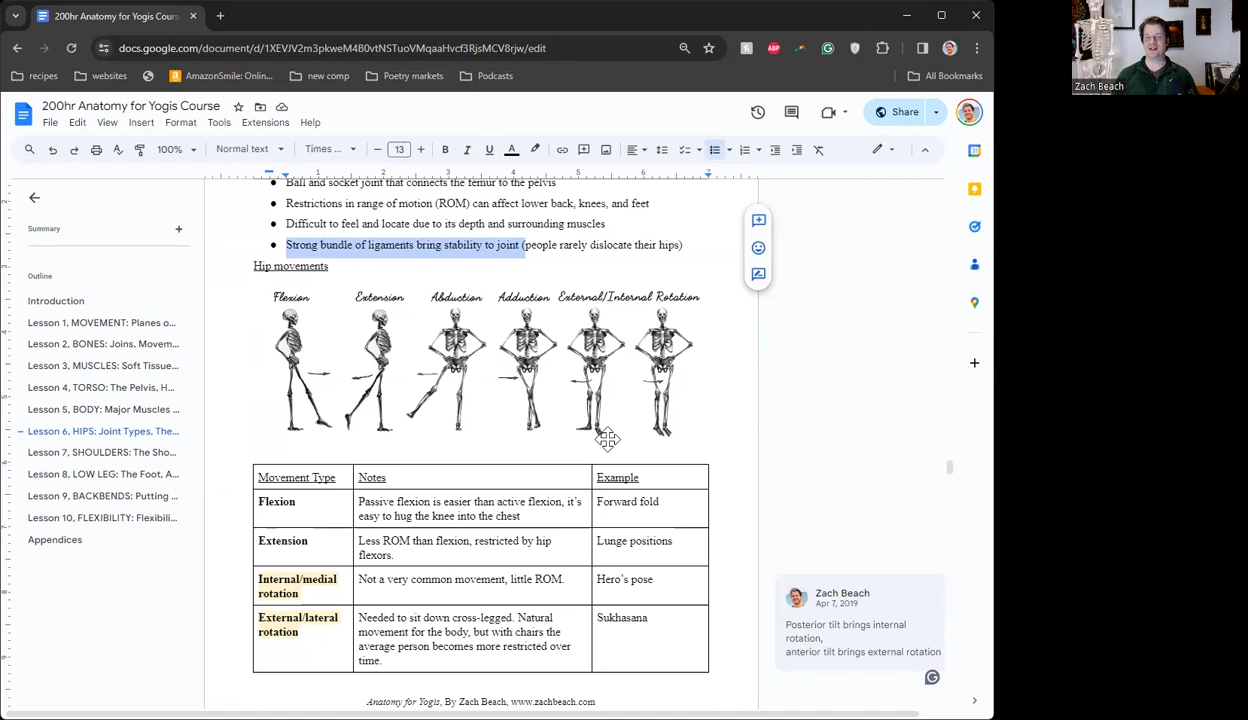 200hr Anatomy for Yogis Cour
docs.google.com/document/d/1XEVJV2m3pkweM4B0vtNSTuoVMqaaHvcf3RjsMCV8rjw/edit
recipes
websites
AmazonSmile: Onlin...
new comp
Poetry markets
Podcasts
All Bookmarks
200hr Anatomy for Yogis Course
File Edit View Insert Format Tools Extensions Help
Share
100% Normal text Times ... 13
Summary
Outline
Introduction
Lesson 1, MOVEMENT: Planes o...
Lesson 2, BONES: Joins, Movem...
Lesson 3, MUSCLES: Soft Tissue...
Lesson 4, TORSO: The Pelvis, H...
Lesson 5, BODY: Major Muscles ...
Lesson 6, HIPS: Joint Types, The...
Lesson 7, SHOULDERS: The Sho...
Lesson 8, LOW LEG: The Foot, A...
Lesson 9, BACKBENDS: Putting ...
Lesson 10, FLEXIBILITY: Flexibili...
Appendices
Ball and socket joint that connects the femur to the pelvis
Restrictions in range of motion (ROM) can affect lower back, knees, and feet
Difficult to feel and locate due to its depth and surrounding muscles
Strong bundle of ligaments bring stability to joint (people rarely dislocate their hips)
Hip movements
Flexion Extension Abduction Adduction External/Internal Rotation
Movement Type Notes Example
Flexion
Passive flexion is easier than active flexion, it's
easy to hug the knee into the chest
Forward fold
Extension
Less ROM than flexion, restricted by hip
flexors.
Lunge positions
Internal/medial
rotation
Not a very common movement, little ROM.
Hero's pose
External/lateral
rotation
Needed to sit down cross-legged. Natural
movement for the body, but with chairs the
average person becomes more restricted over
time.
Sukhasana
Anatomy for Yogis, By Zach Beach, www.zachbeach.com
Zach Beach
Apr 7, 2019
Posterior tilt brings internal
rotation,
anterior tilt brings external rotation
Zach Beach